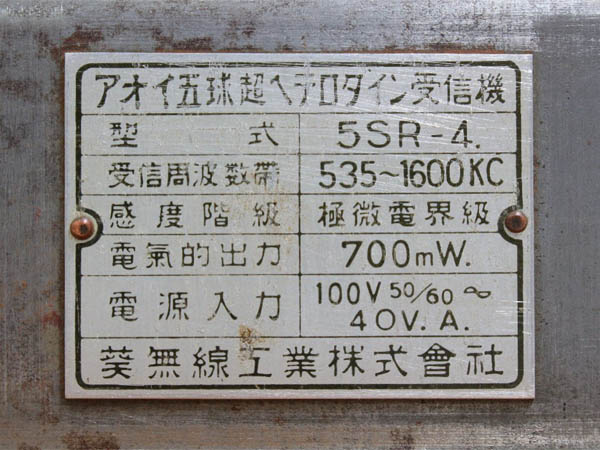 アオイ五球超ヘテロダイン受信機
型式 5SR-4.
受信周波数帯 535~1600KC
感度階級 極微電界級
電氣的出力 700mW.
電源入力 100V 50/60 ∾
40V.A.
葵無線工業株式會社